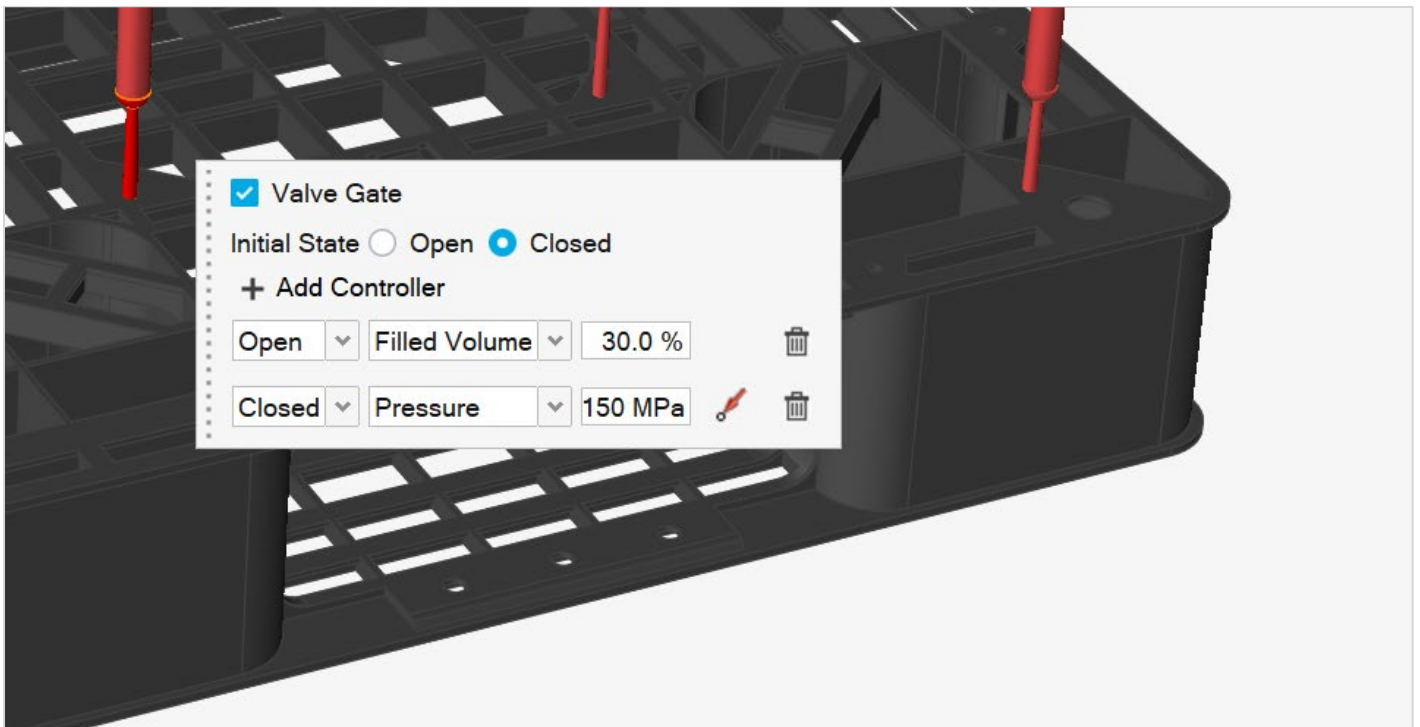 Valve Gate
Initial State Open Closed
Add Controller
Open Filled Volume 30.0 %
Closed Pressure 150 MPa